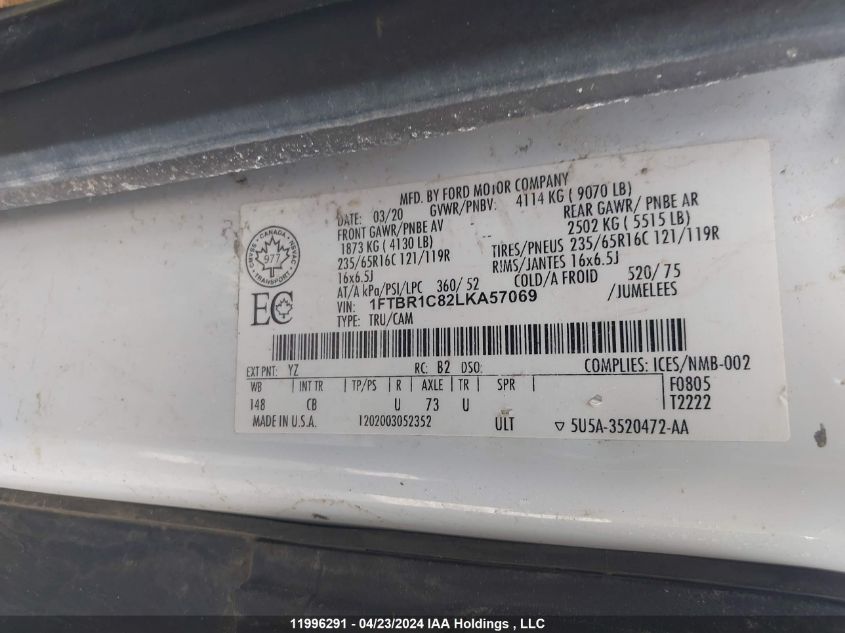 MFD. BY FORD MOTOR COMPANY
DATE: 03/20 GVWR/PNBV: 4114 KG ( 9070 LB)
FRONT GAWR/PNBE AV REAR GAWR/ PNBE AR
1873 KG ( 4130 LB) 2502 KG ( 5515 LB)
235/65R16C 121/119R TIRES/PNEUS 235/65R16C 121/119R
16x6.5J RIMS/JANTES 16x6.5J
AT/A kPa/PSI/LPC 360/ 52 COLD/A FROID 520/ 75
VIN: 1FTBR1C82LKA57069 /JUMELEES
TYPE: TRU/CAM
CANADA
977
TRANSPORT
EC
EXT PNT: YZ RC: B2 DSO: COMPLIES: ICES/NMB-002
WB INT TR TP/PS R AXLE TR SPR F0805
148 CB U 73 U T2222
MADE IN U.S.A. 1202003052352 ULT ▽ 5U5A-3520472-AA
11996291 - 04/23/2024 IAA Holdings , LLC